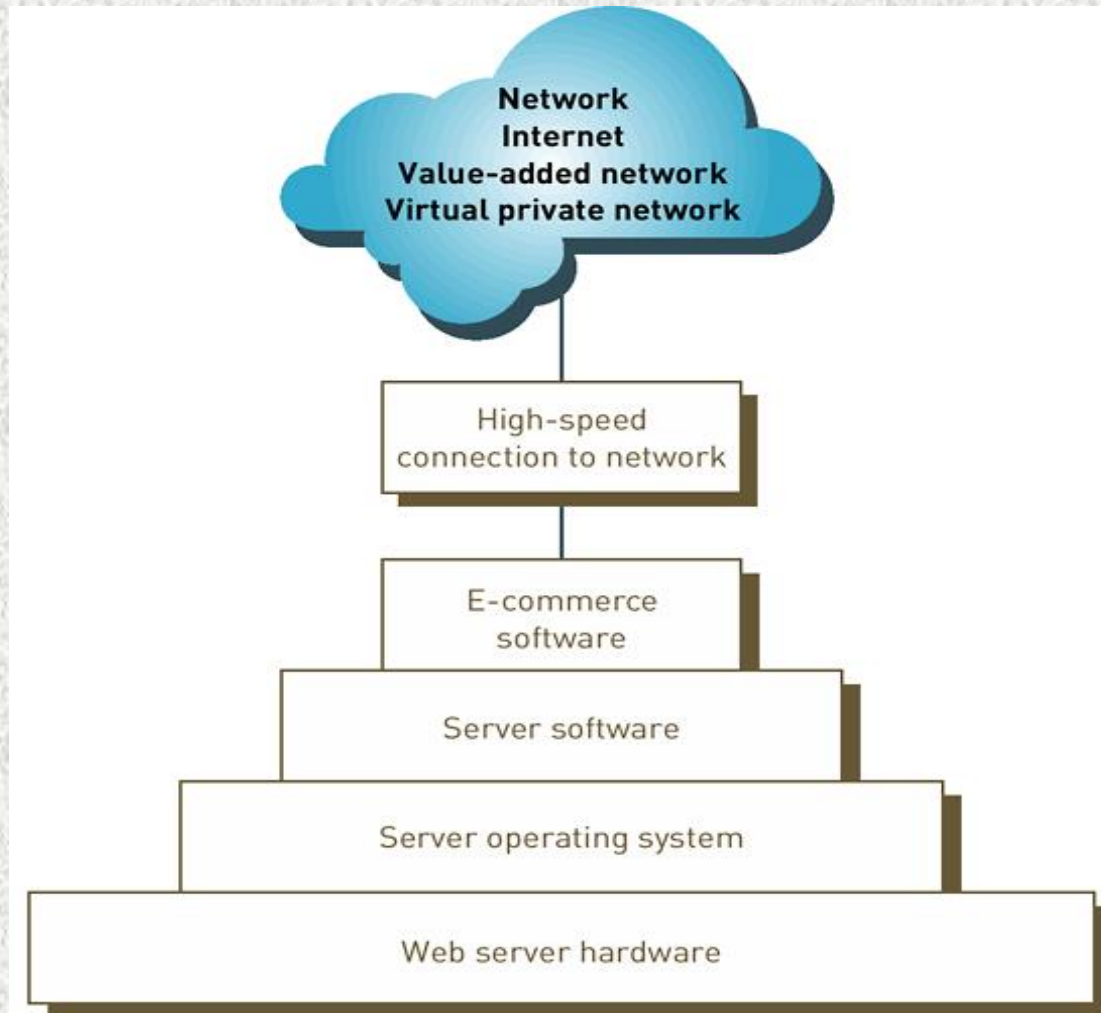 Network
Internet
Value-added network
Virtual private network
High-speed
connection to network
E-commerce
software
Server software
Server operating system
Web server hardware